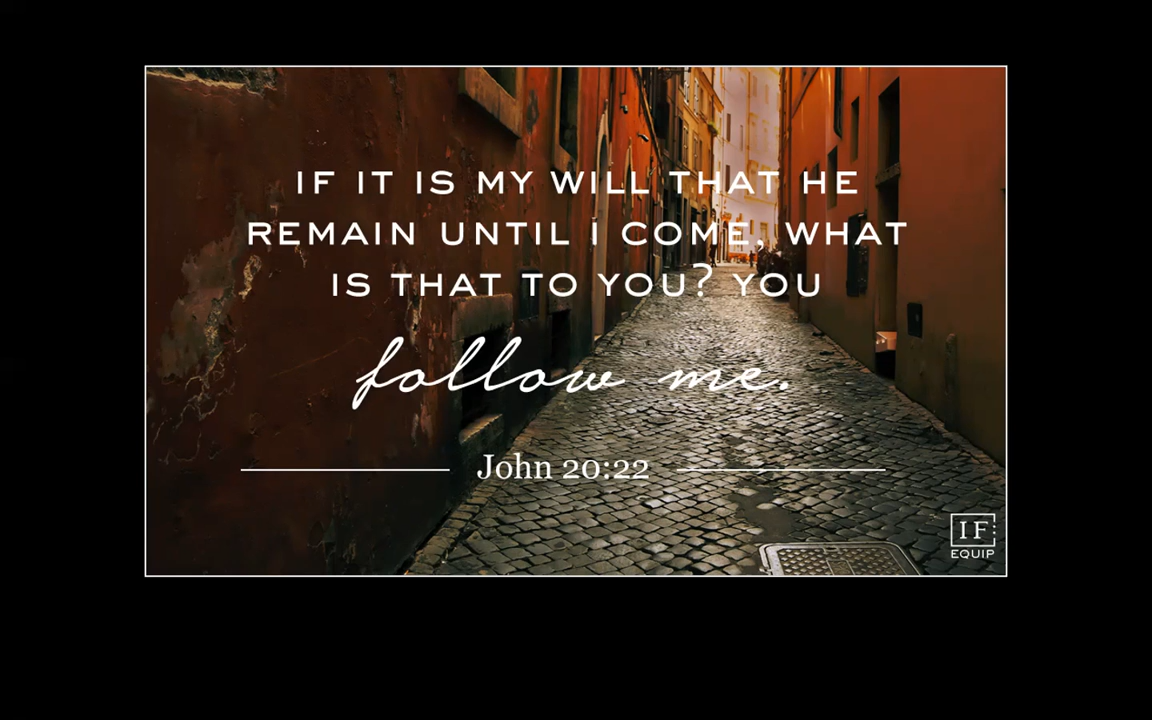 IF IT IS MY WILL THAT HE
REMAIN UNTIL I COME, WHAT
IS THAT TO YOU? YOU
follow me.
John 20:22
IF:
EQUIP